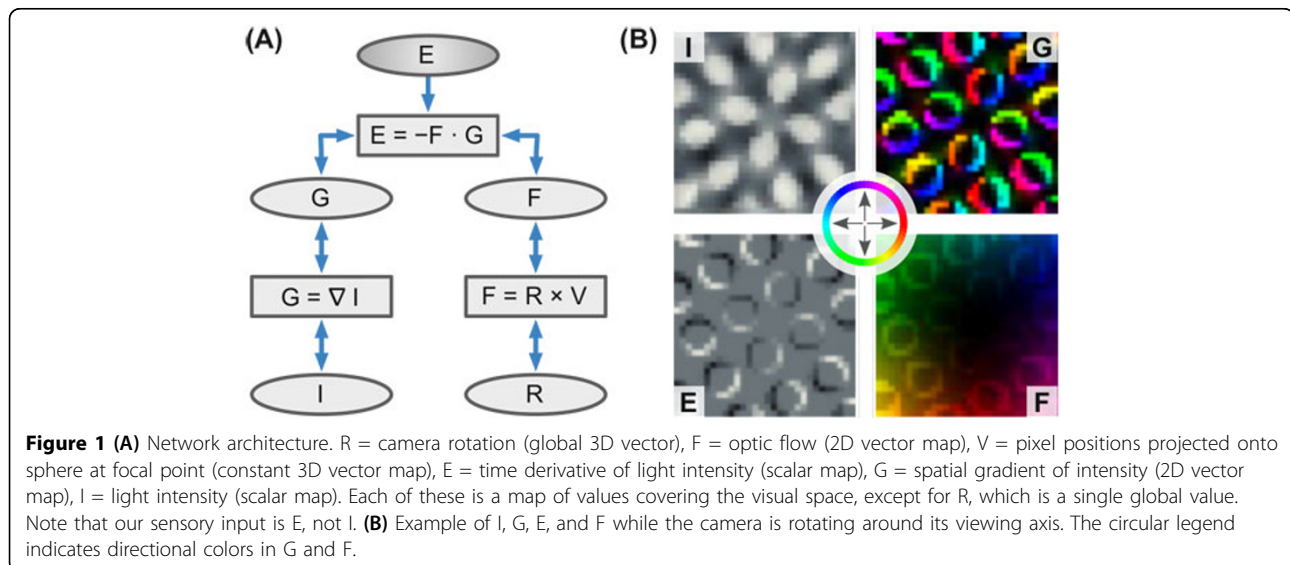 (A)
E
E = −F · G
G
F
G = ∇ I
F = R × V
I
R
(B)
I
G
E
F
Figure 1 (A) Network architecture. R = camera rotation (global 3D vector), F = optic flow (2D vector map), V = pixel positions projected onto
sphere at focal point (constant 3D vector map), E = time derivative of light intensity (scalar map), G = spatial gradient of intensity (2D vector
map), I = light intensity (scalar map). Each of these is a map of values covering the visual space, except for R, which is a single global value.
Note that our sensory input is E, not I. (B) Example of I, G, E, and F while the camera is rotating around its viewing axis. The circular legend
indicates directional colors in G and F.